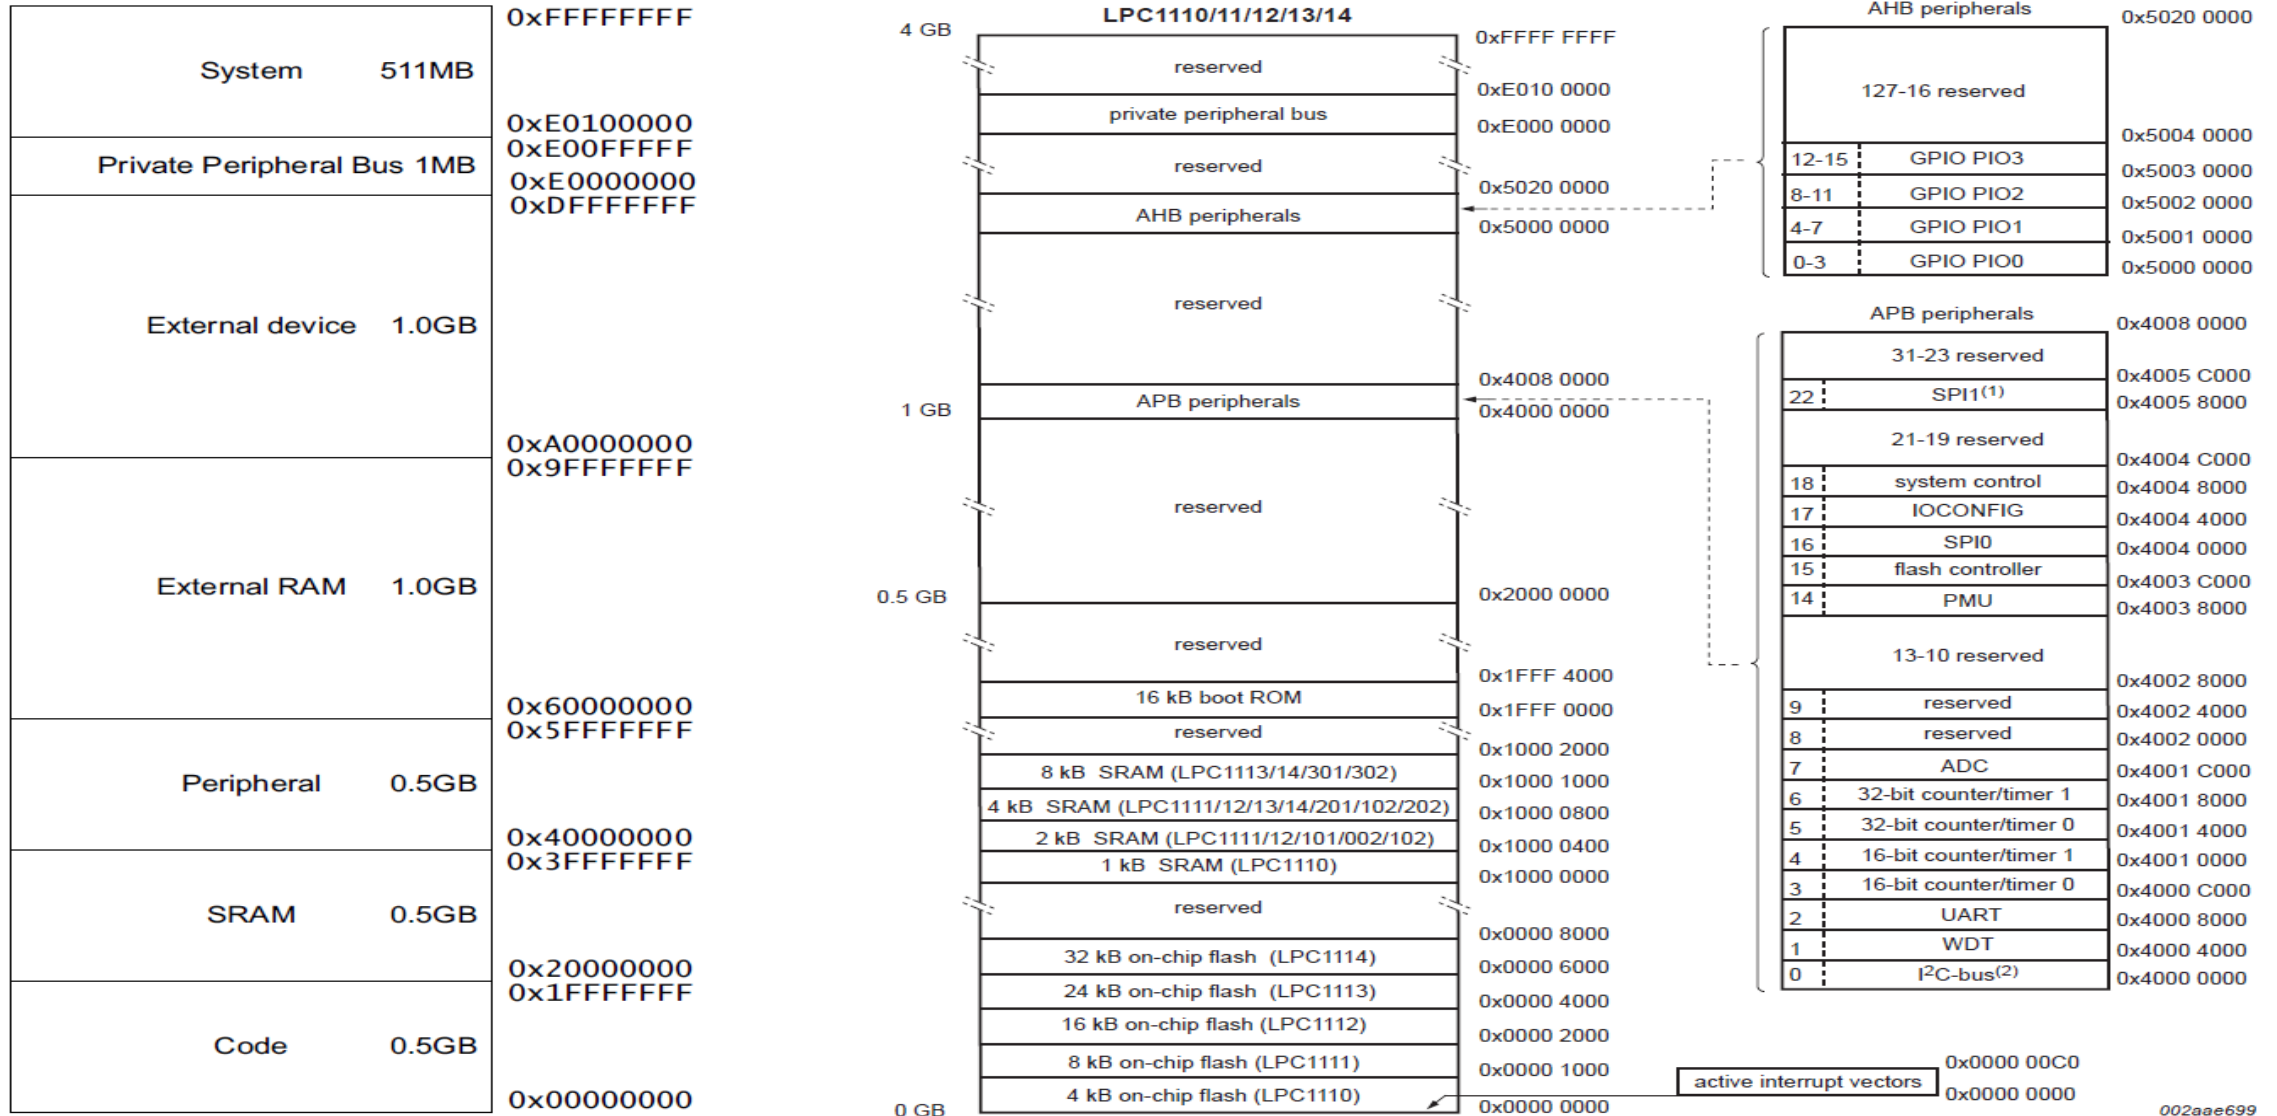 0xFFFFFFFF
System 511MB
0xE0100000
0xE00FFFFF
Private Peripheral Bus 1MB
0xE0000000
0xDFFFFFFF
External device 1.0GB
0xA0000000
0x9FFFFFFF
External RAM 1.0GB
0x60000000
0x5FFFFFFF
Peripheral 0.5GB
0x40000000
0x3FFFFFFF
SRAM 0.5GB
0x20000000
0x1FFFFFFF
Code 0.5GB
0x00000000
LPC1110/11/12/13/14
4 GB
0xFFFF FFFF
reserved
0xE010 0000
private peripheral bus
0xE000 0000
reserved
0x5020 0000
AHB peripherals
0x5000 0000
reserved
0x4008 0000
APB peripherals
1 GB
0x4000 0000
reserved
0.5 GB
0x2000 0000
reserved
0x1FFF 4000
16 kB boot ROM
0x1FFF 0000
reserved
0x1000 2000
8 kB SRAM (LPC1113/14/301/302)
0x1000 1000
4 kB SRAM (LPC1111/12/13/14/201/102/202)
0x1000 0800
2 kB SRAM (LPC1111/12/101/002/102)
0x1000 0400
1 kB SRAM (LPC1110)
0x1000 0000
reserved
0x0000 8000
32 kB on-chip flash (LPC1114)
0x0000 6000
24 kB on-chip flash (LPC1113)
0x0000 4000
16 kB on-chip flash (LPC1112)
0x0000 2000
8 kB on-chip flash (LPC1111)
0x0000 1000
4 kB on-chip flash (LPC1110)
0 GB
0x0000 0000
AHB peripherals
0x5020 0000
127-16 reserved
0x5004 0000
12-15 GPIO PIO3
0x5003 0000
8-11 GPIO PIO2
0x5002 0000
4-7 GPIO PIO1
0x5001 0000
0-3 GPIO PIO0
0x5000 0000
APB peripherals
0x4008 0000
31-23 reserved
0x4005 C000
22 SPI1(1)
0x4005 8000
21-19 reserved
0x4004 C000
18 system control
0x4004 8000
17 IOCONFIG
0x4004 4000
16 SPI0
0x4004 0000
15 flash controller
0x4003 C000
14 PMU
0x4003 8000
13-10 reserved
0x4002 8000
9 reserved
0x4002 4000
8 reserved
0x4002 0000
7 ADC
0x4001 C000
6 32-bit counter/timer 1
0x4001 8000
5 32-bit counter/timer 0
0x4001 4000
4 16-bit counter/timer 1
0x4001 0000
3 16-bit counter/timer 0
0x4000 C000
2 UART
0x4000 8000
1 WDT
0x4000 4000
0 I2C-bus(2)
0x4000 0000
0x0000 00C0
active interrupt vectors
0x0000 0000
002aae699